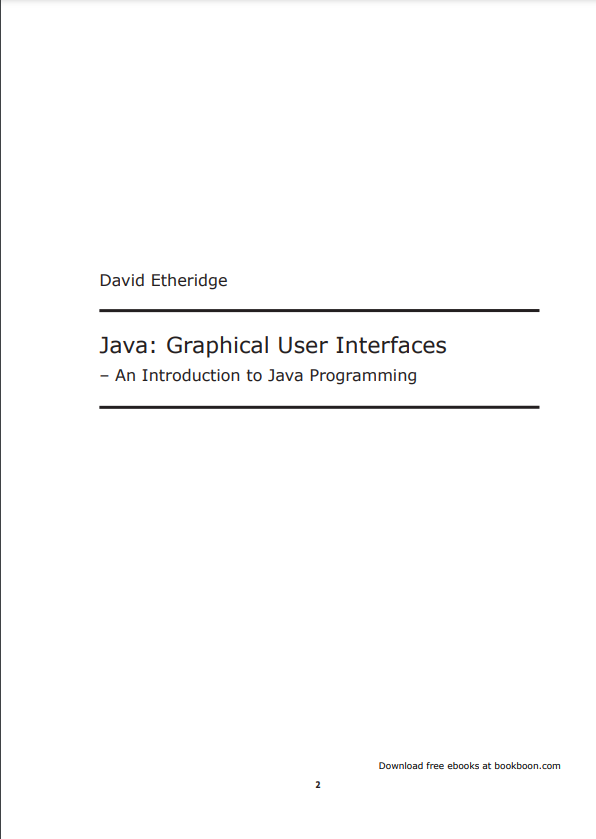 David Etheridge
Java: Graphical User Interfaces
– An Introduction to Java Programming
Download free ebooks at bookboon.com
2